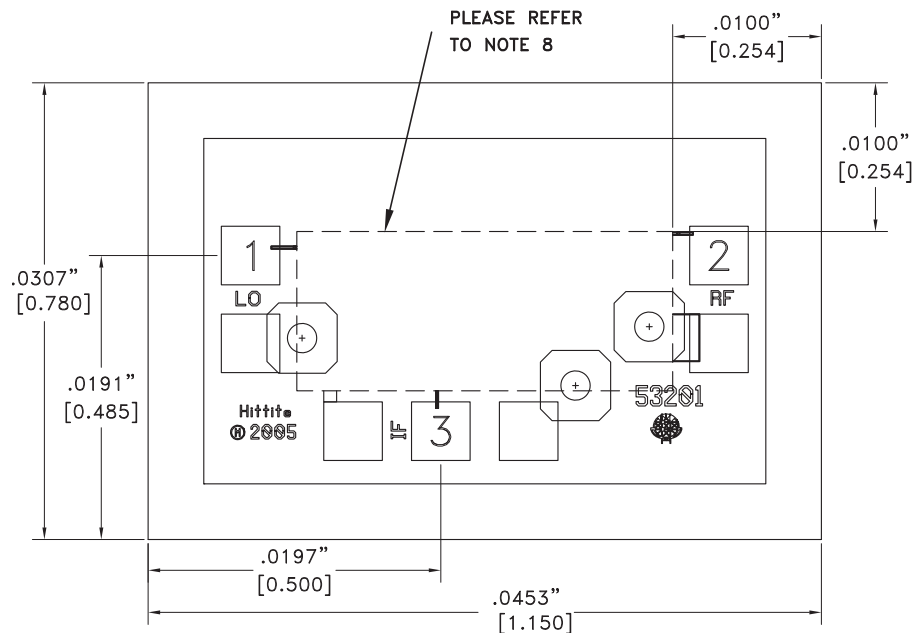 PLEASE REFER
TO NOTE 8
.0100”
[0.254]
.0100”
[0.254]
1
LO
2
RF
.0307”
[0.780]
.0191”
[0.485]
53201
Hittite
Ⓗ 2005
IF
3
.0197”
[0.500]
.0453”
[1.150]